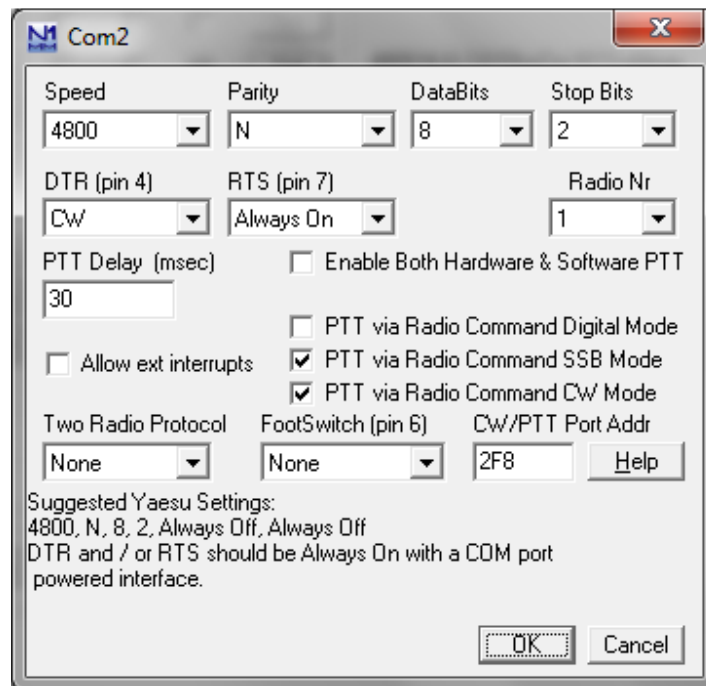 N1 MM Com2
Speed Parity DataBits Stop Bits
4800 N 8 2
DTR (pin 4) RTS (pin 7) Radio Nr
CW Always On 1
PTT Delay (msec) Enable Both Hardware & Software PTT
30
PTT via Radio Command Digital Mode
Allow ext interrupts PTT via Radio Command SSB Mode
PTT via Radio Command CW Mode
Two Radio Protocol FootSwitch (pin 6) CW/PTT Port Addr
None None 2F8 Help
Suggested Yaesu Settings:
4800, N, 8, 2, Always Off, Always Off
DTR and / or RTS should be Always On with a COM port
powered interface.
OK Cancel